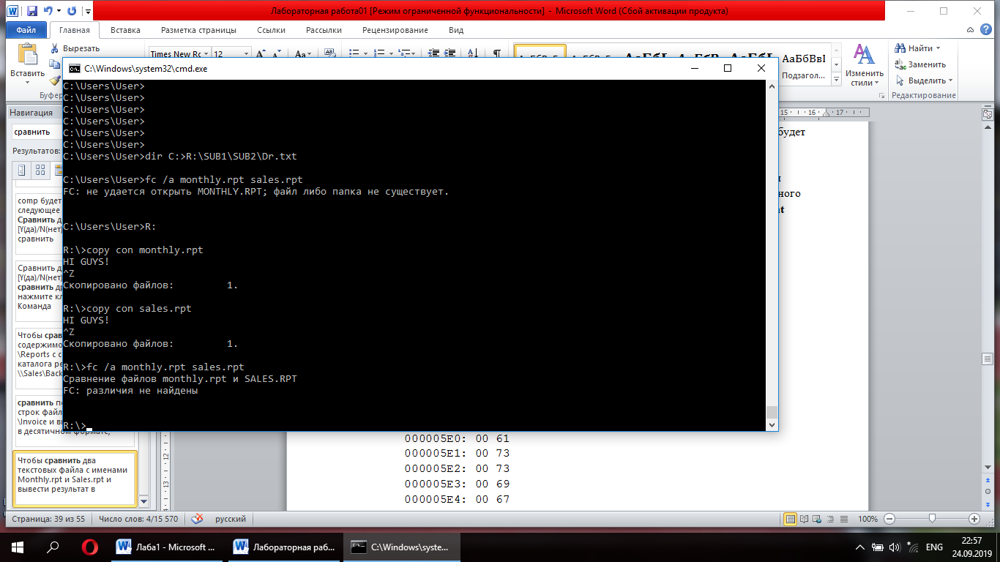 Лабораторная работа01 [Режим ограниченной функциональности] - Microsoft Word (Сбой активации продукта)
Файл Главная Вставка Разметка страницы Ссылки Рассылки Рецензирование Вид
Вставить
Вырезать
Times New Ro 12
Подзагол...
АаБбВвІ
Изменить стили
Найти
Заменить
Выделить
Редактирование
Навигация
сравнить
Результатов:
comp будет
следующее
Сравнить
[Y(да)/N(нет)
сравнить
Сравнить
[Y(да)/N(нет)
сравнить
нажмите
Команда
Чтобы
\Reports с
каталога
\\Sales\Back
сравнить
строк
\Invoice и
в десятичном формате,
Чтобы сравнить два
текстовых файла с именами
Monthly.rpt и Sales.rpt и
вывести результат в
C:\Windows\system32\cmd.exe
C:\Users\User>
C:\Users\User>
C:\Users\User>
C:\Users\User>
C:\Users\User>
C:\Users\User>
C:\Users\User>dir C:>R:\SUB1\SUB2\Dr.txt
C:\Users\User>fc /a monthly.rpt sales.rpt
FC: не удается открыть MONTHLY.RPT; файл либо папка не существует.
C:\Users\User>R:
R:\>copy con monthly.rpt
HI GUYS!
^Z
Скопировано файлов: 1.
R:\>copy con sales.rpt
HI GUYS!
^Z
Скопировано файлов: 1.
R:\>fc /a monthly.rpt sales.rpt
Сравнение файлов monthly.rpt и SALES.RPT
FC: различия не найдены
R:\>
15 16 17
будет
12
13
000005E0: 00 61
000005E1: 00 73
000005E2: 00 73
000005E3: 00 69
000005E4: 00 67
Страница: 39 из 55 Число слов: 4/15 570 русский 100%
Лаба1 - Microsoft ... Лабораторная раб... C:\Windows\syste... ENG 22:57
24.09.2019